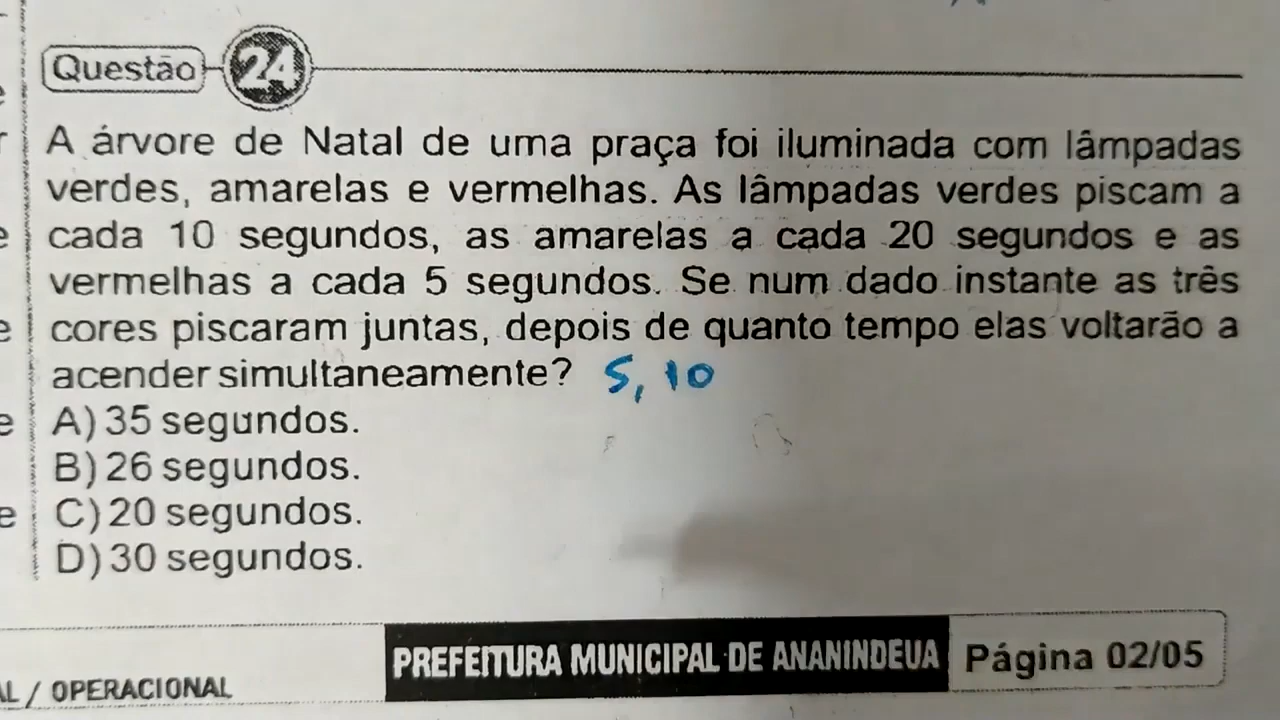 Questão 24
A árvore de Natal de uma praça foi iluminada com lâmpadas
verdes, amarelas e vermelhas. As lâmpadas verdes piscam a
cada 10 segundos, as amarelas a cada 20 segundos e as
vermelhas a cada 5 segundos. Se num dado instante as três
cores piscaram juntas, depois de quanto tempo elas voltarão a
acender simultaneamente? 5, 10
A) 35 segundos.
B) 26 segundos.
C) 20 segundos.
D) 30 segundos.
PREFEITURA MUNICIPAL DE ANANINDEUA Página 02/05
/ OPERACIONAL